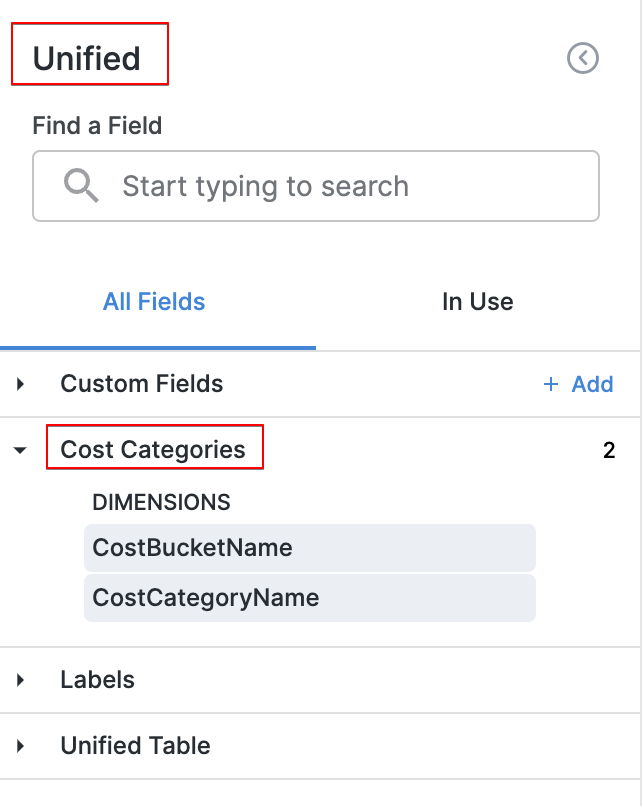 Unified
Find a Field
Start typing to search
All Fields In Use
Custom Fields + Add
Cost Categories 2
DIMENSIONS
CostBucketName
CostCategoryName
Labels
Unified Table